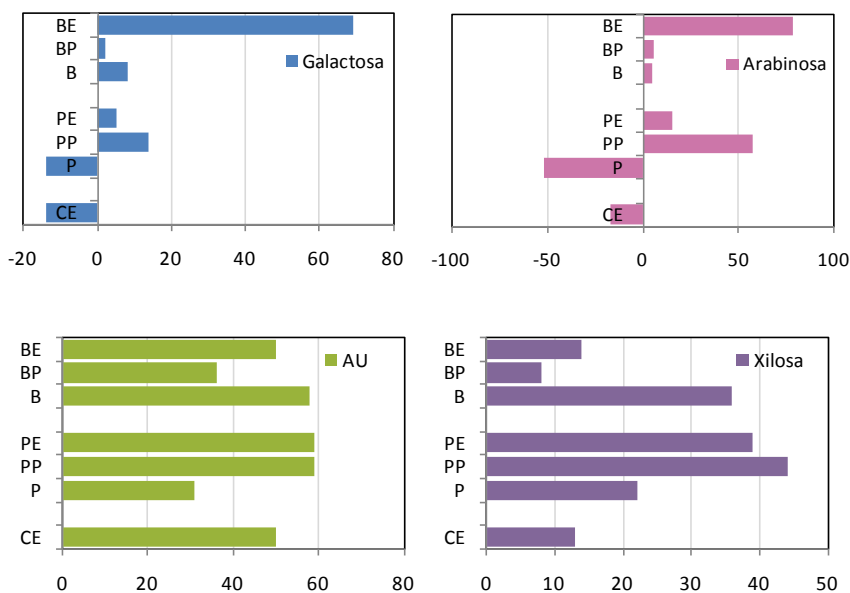 BE
BP
B
PE
PP
P
CE
Galactosa
-20 0 20 40 60 80
BE
BP
B
PE
PP
P
CE
Arabinosa
-100 -50 0 50 100
BE
BP
B
PE
PP
P
CE
AU
0 20 40 60 80
BE
BP
B
PE
PP
P
CE
Xilosa
0 10 20 30 40 50